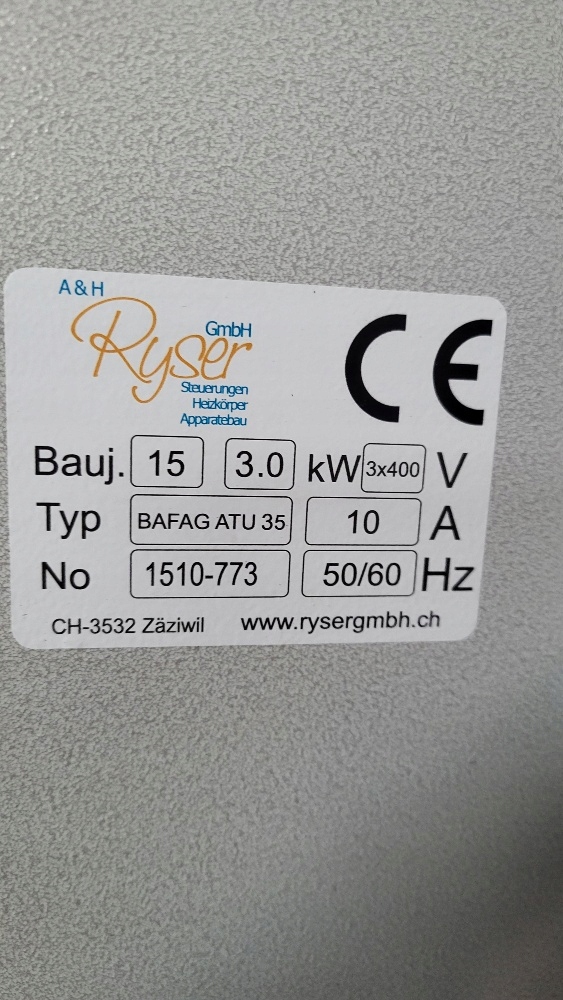 A & H
Ryser GmbH
Steuerungen
Heizkörper
Apparatebau
CE
Bauj. 15 3.0 kW 3x400 V
Typ BAFAG ATU 35 10 A
No 1510-773 50/60 Hz
CH-3532 Zäziwil www.rysergmbh.ch